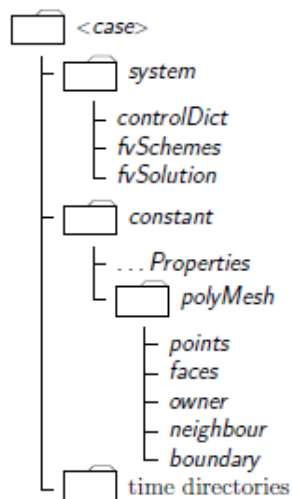 <case>
system
controlDict
fvSchemes
fvSolution
constant
...Properties
polyMesh
points
faces
owner
neighbour
boundary
time directories